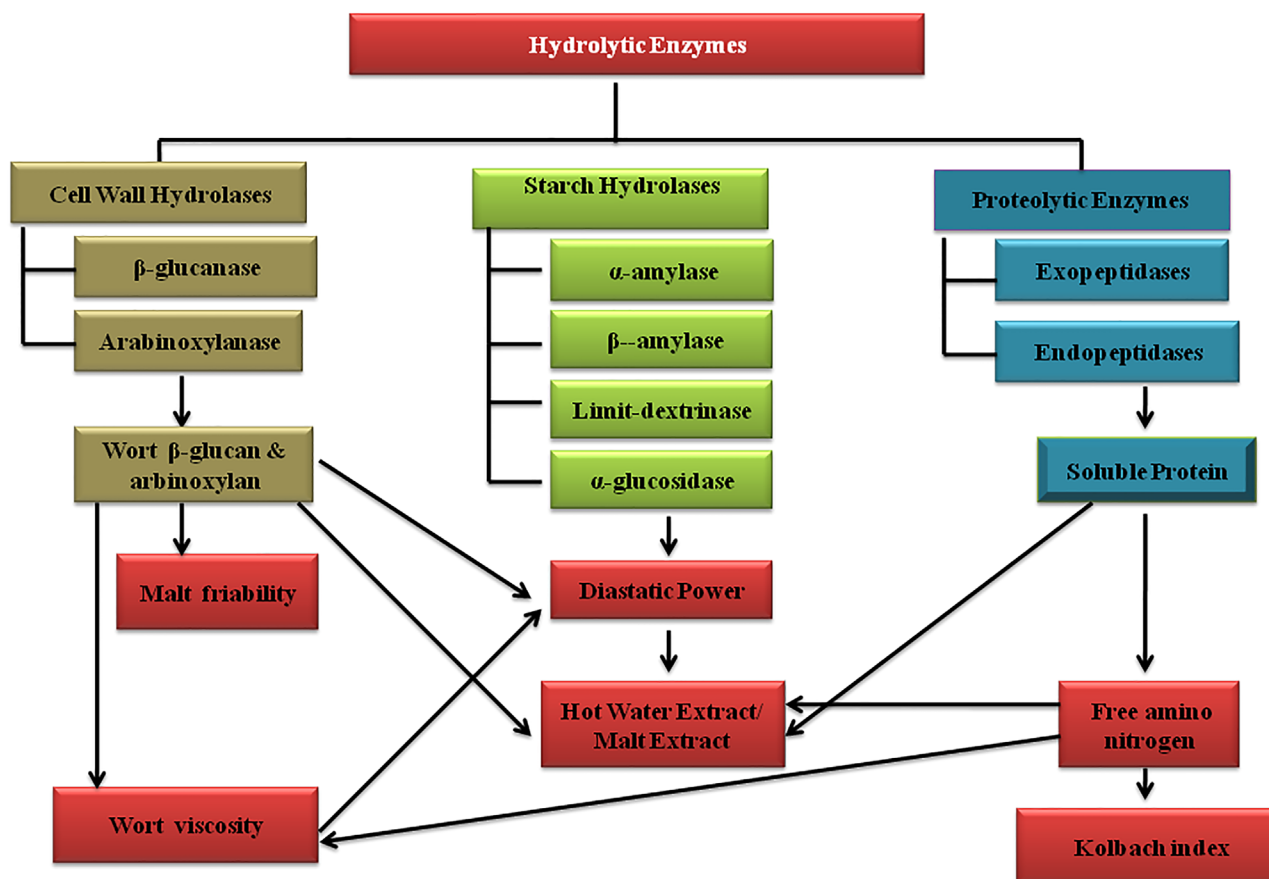 Hydrolytic Enzymes
Cell Wall Hydrolases
β-glucanase
Arabinoxylanase
Wort β-glucan &
arbinoxylan
Malt friability
Wort viscosity
Starch Hydrolases
α-amylase
β--amylase
Limit-dextrinase
α-glucosidase
Diastatic Power
Hot Water Extract/
Malt Extract
Proteolytic Enzymes
Exopeptidases
Endopeptidases
Soluble Protein
Free amino
nitrogen
Kolbach index